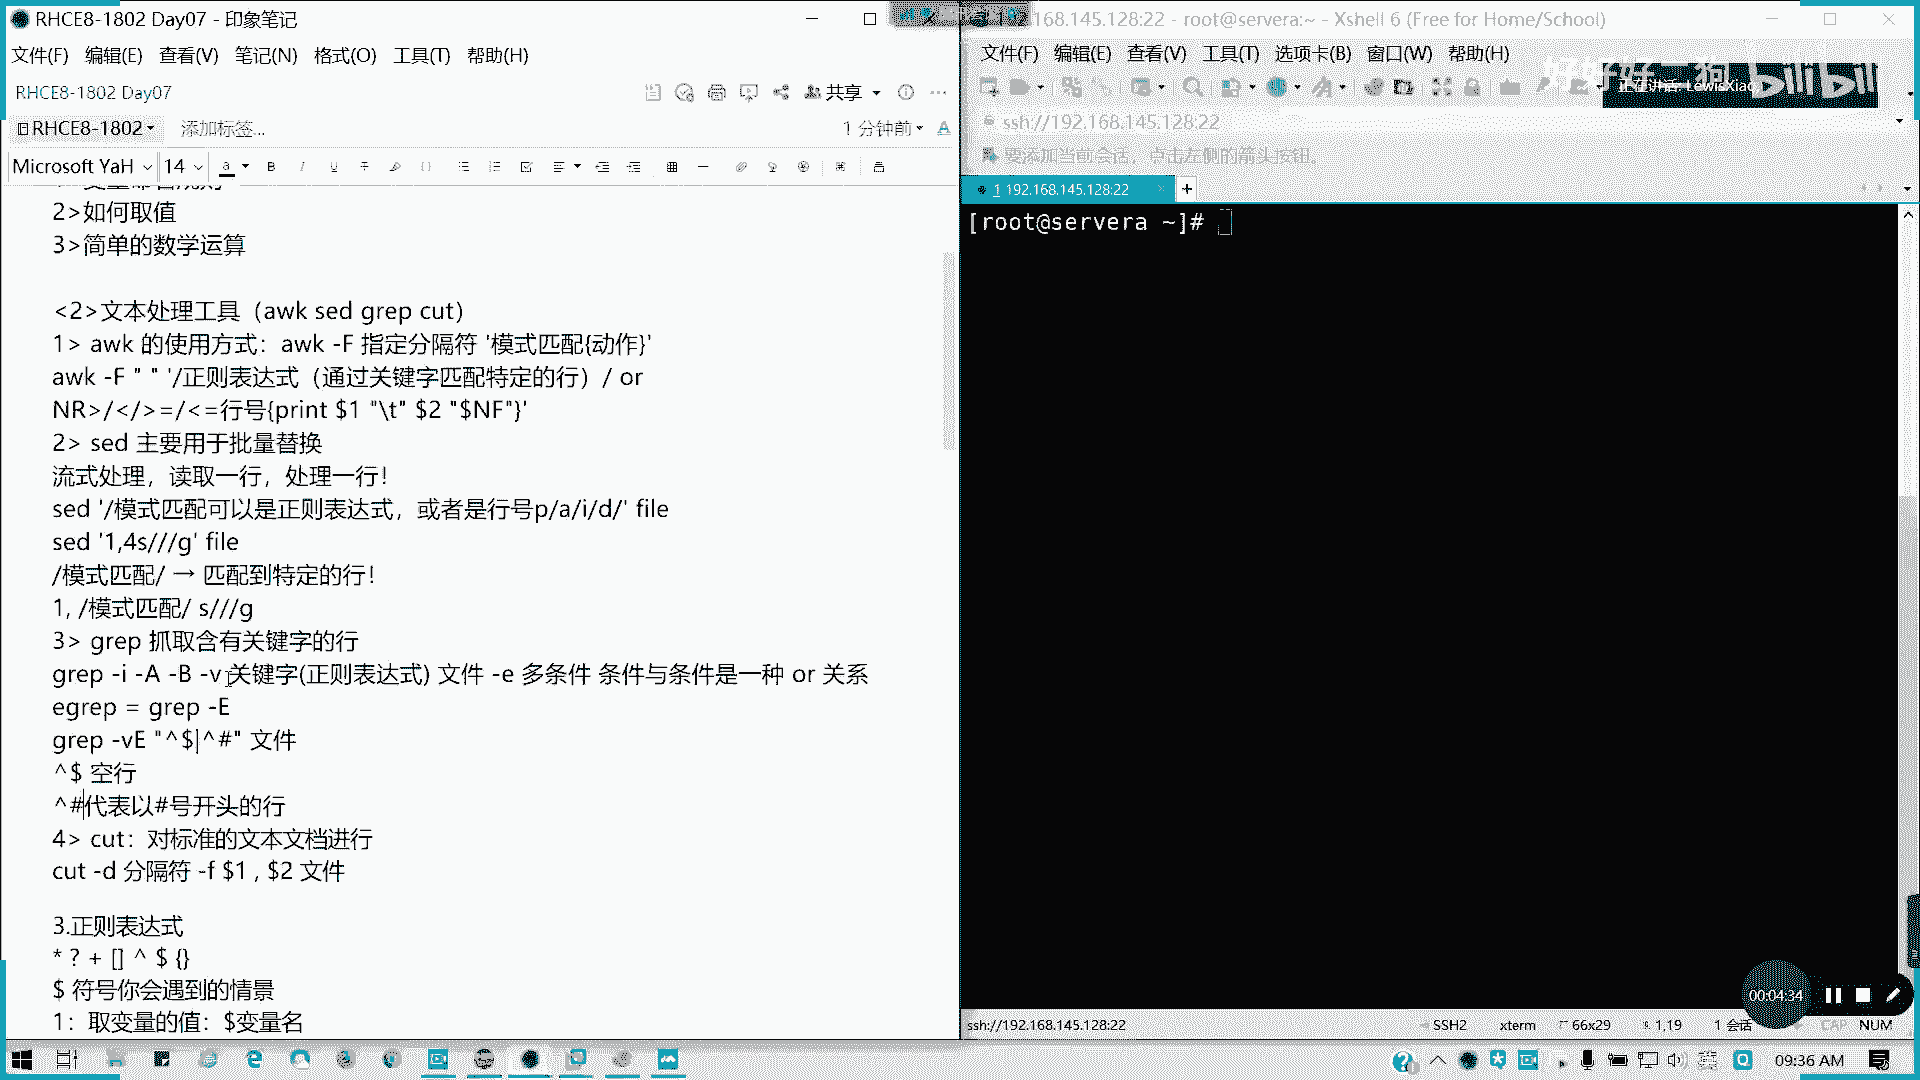 RHCE8-1802 Day07 - 印象笔记
文件(F) 编辑(E) 查看(V) 笔记(N) 格式(O) 工具(T) 帮助(H)
RHCE8-1802 Day07
共享
RHCE8-1802
添加标签...
1 分钟前
Microsoft YaH
14
2>如何取值
3>简单的数学运算
<2>文本处理工具（awk sed grep cut）
1> awk 的使用方式：awk -F 指定分隔符 '模式匹配{动作}'
awk -F " " '/正则表达式（通过关键字匹配特定的行）/ or
NR>/</>=/<=行号{print $1 "\t" $2 "$NF"}'
2> sed 主要用于批量替换
流式处理，读取一行，处理一行！
sed '/模式匹配可以是正则表达式，或者是行号p/a/i/d/' file
sed '1,4s///g' file
/模式匹配/ → 匹配到特定的行！
1, /模式匹配/ s///g
3> grep 抓取含有关键字的行
grep -i -A -B -v 关键字(正则表达式) 文件 -e 多条件 条件与条件是一种 or 关系
egrep = grep -E
grep -vE "^$|^#" 文件
^$ 空行
^#代表以#号开头的行
4> cut：对标准的文本文档进行
cut -d 分隔符 -f $1 , $2 文件
3.正则表达式
* ? + [] ^ $ {}
$ 符号你会遇到的情景
1：取变量的值：$变量名
168.145.128:22 - root@servera:~ - Xshell 6 (Free for Home/School)
文件(F) 编辑(E) 查看(V) 工具(T) 选项卡(B) 窗口(W) 帮助(H)
bilibili
ssh://192.168.145.128:22
要添加当前会话，点击左侧的箭头按钮。
1 192.168.145.128:22
[root@servera ~]#
00:04:34
ssh://192.168.145.128:22
SSH2
xterm
66x29
1,19
1 会话
CAP
NUM
09:36 AM